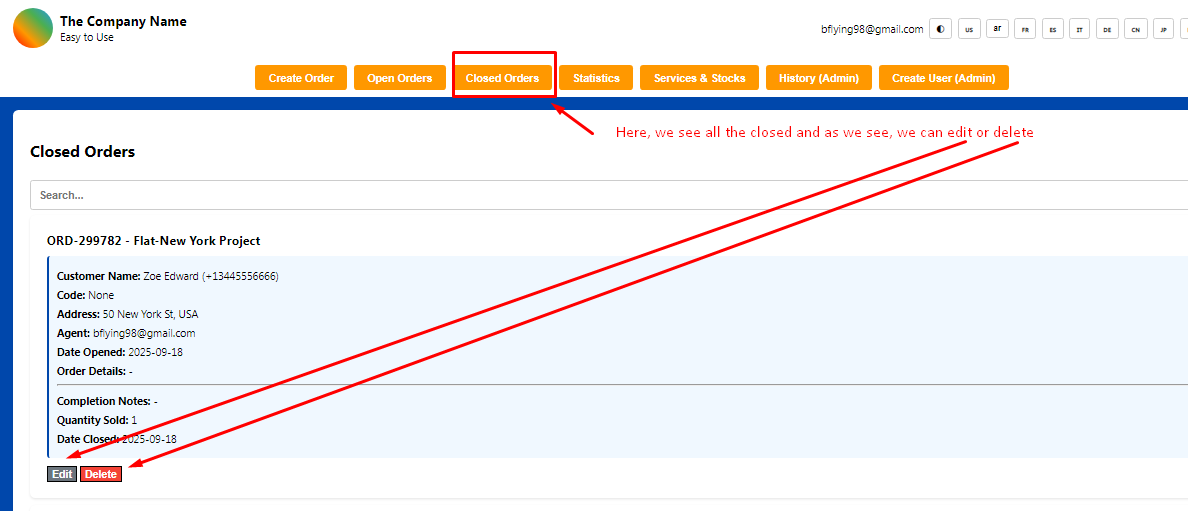 The Company Name
Easy to Use
bflying98@gmail.com US ar FR ES IT DE CN JP
Create Order Open Orders Closed Orders Statistics Services & Stocks History (Admin) Create User (Admin)
Here, we see all the closed and as we see, we can edit or delete
Closed Orders
Search...
ORD-299782 - Flat-New York Project
Customer Name: Zoe Edward (+13445556666)
Code: None
Address: 50 New York St, USA
Agent: bflying98@gmail.com
Date Opened: 2025-09-18
Order Details: -
Completion Notes: -
Quantity Sold: 1
Date Closed: 2025-09-18
Edit Delete